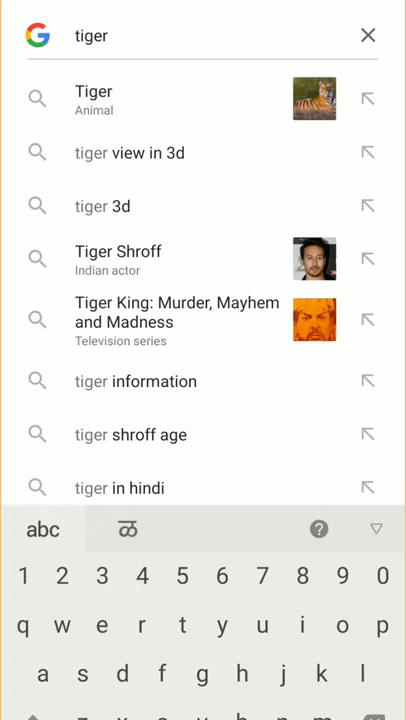 tiger
Tiger
Animal
tiger view in 3d
tiger 3d
Tiger Shroff
Indian actor
Tiger King: Murder, Mayhem
and Madness
Television series
tiger information
tiger shroff age
tiger in hindi
abc ळ ?
1 2 3 4 5 6 7 8 9 0
q w e r t y u i o p
a s d f g h j k l
z x c v b n m